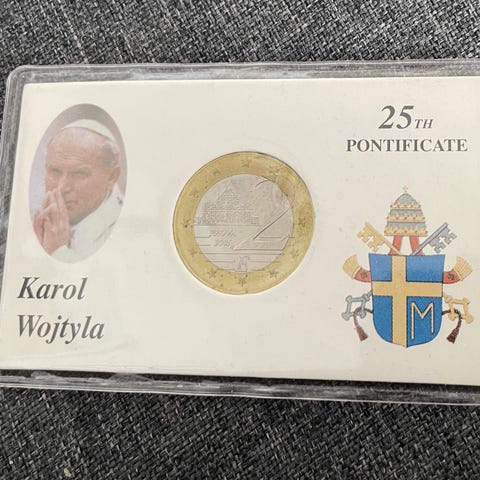 25TH
PONTIFICATE
2
Karol
Wojtyla
M